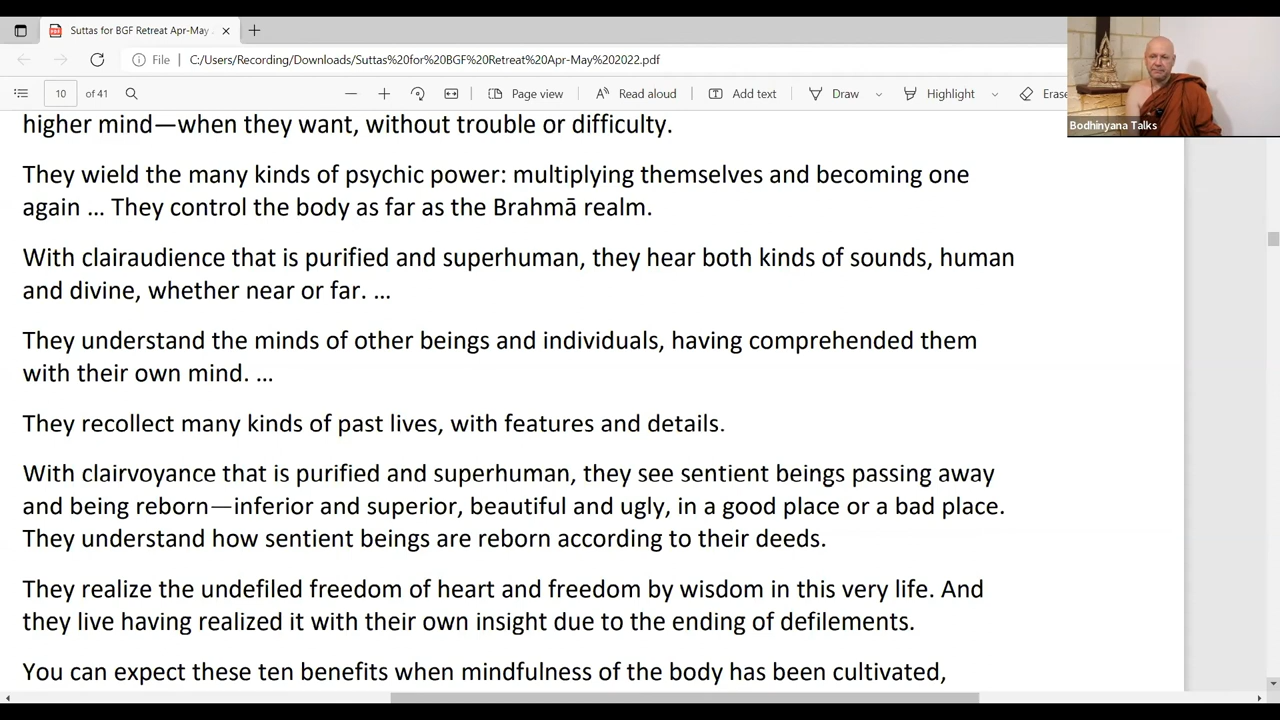 Suttas for BGF Retreat Apr-May
File
C:/Users/Recording/Downloads/Suttas%20for%20BGF%20Retreat%20Apr-May%202022.pdf
10 of 41
Page view
Read aloud
Add text
Draw
Highlight
Erase
Bodhinyana Talks
higher mind—when they want, without trouble or difficulty.
They wield the many kinds of psychic power: multiplying themselves and becoming one
again ... They control the body as far as the Brahmā realm.
With clairaudience that is purified and superhuman, they hear both kinds of sounds, human
and divine, whether near or far. ...
They understand the minds of other beings and individuals, having comprehended them
with their own mind. ...
They recollect many kinds of past lives, with features and details.
With clairvoyance that is purified and superhuman, they see sentient beings passing away
and being reborn—inferior and superior, beautiful and ugly, in a good place or a bad place.
They understand how sentient beings are reborn according to their deeds.
They realize the undefiled freedom of heart and freedom by wisdom in this very life. And
they live having realized it with their own insight due to the ending of defilements.
You can expect these ten benefits when mindfulness of the body has been cultivated,